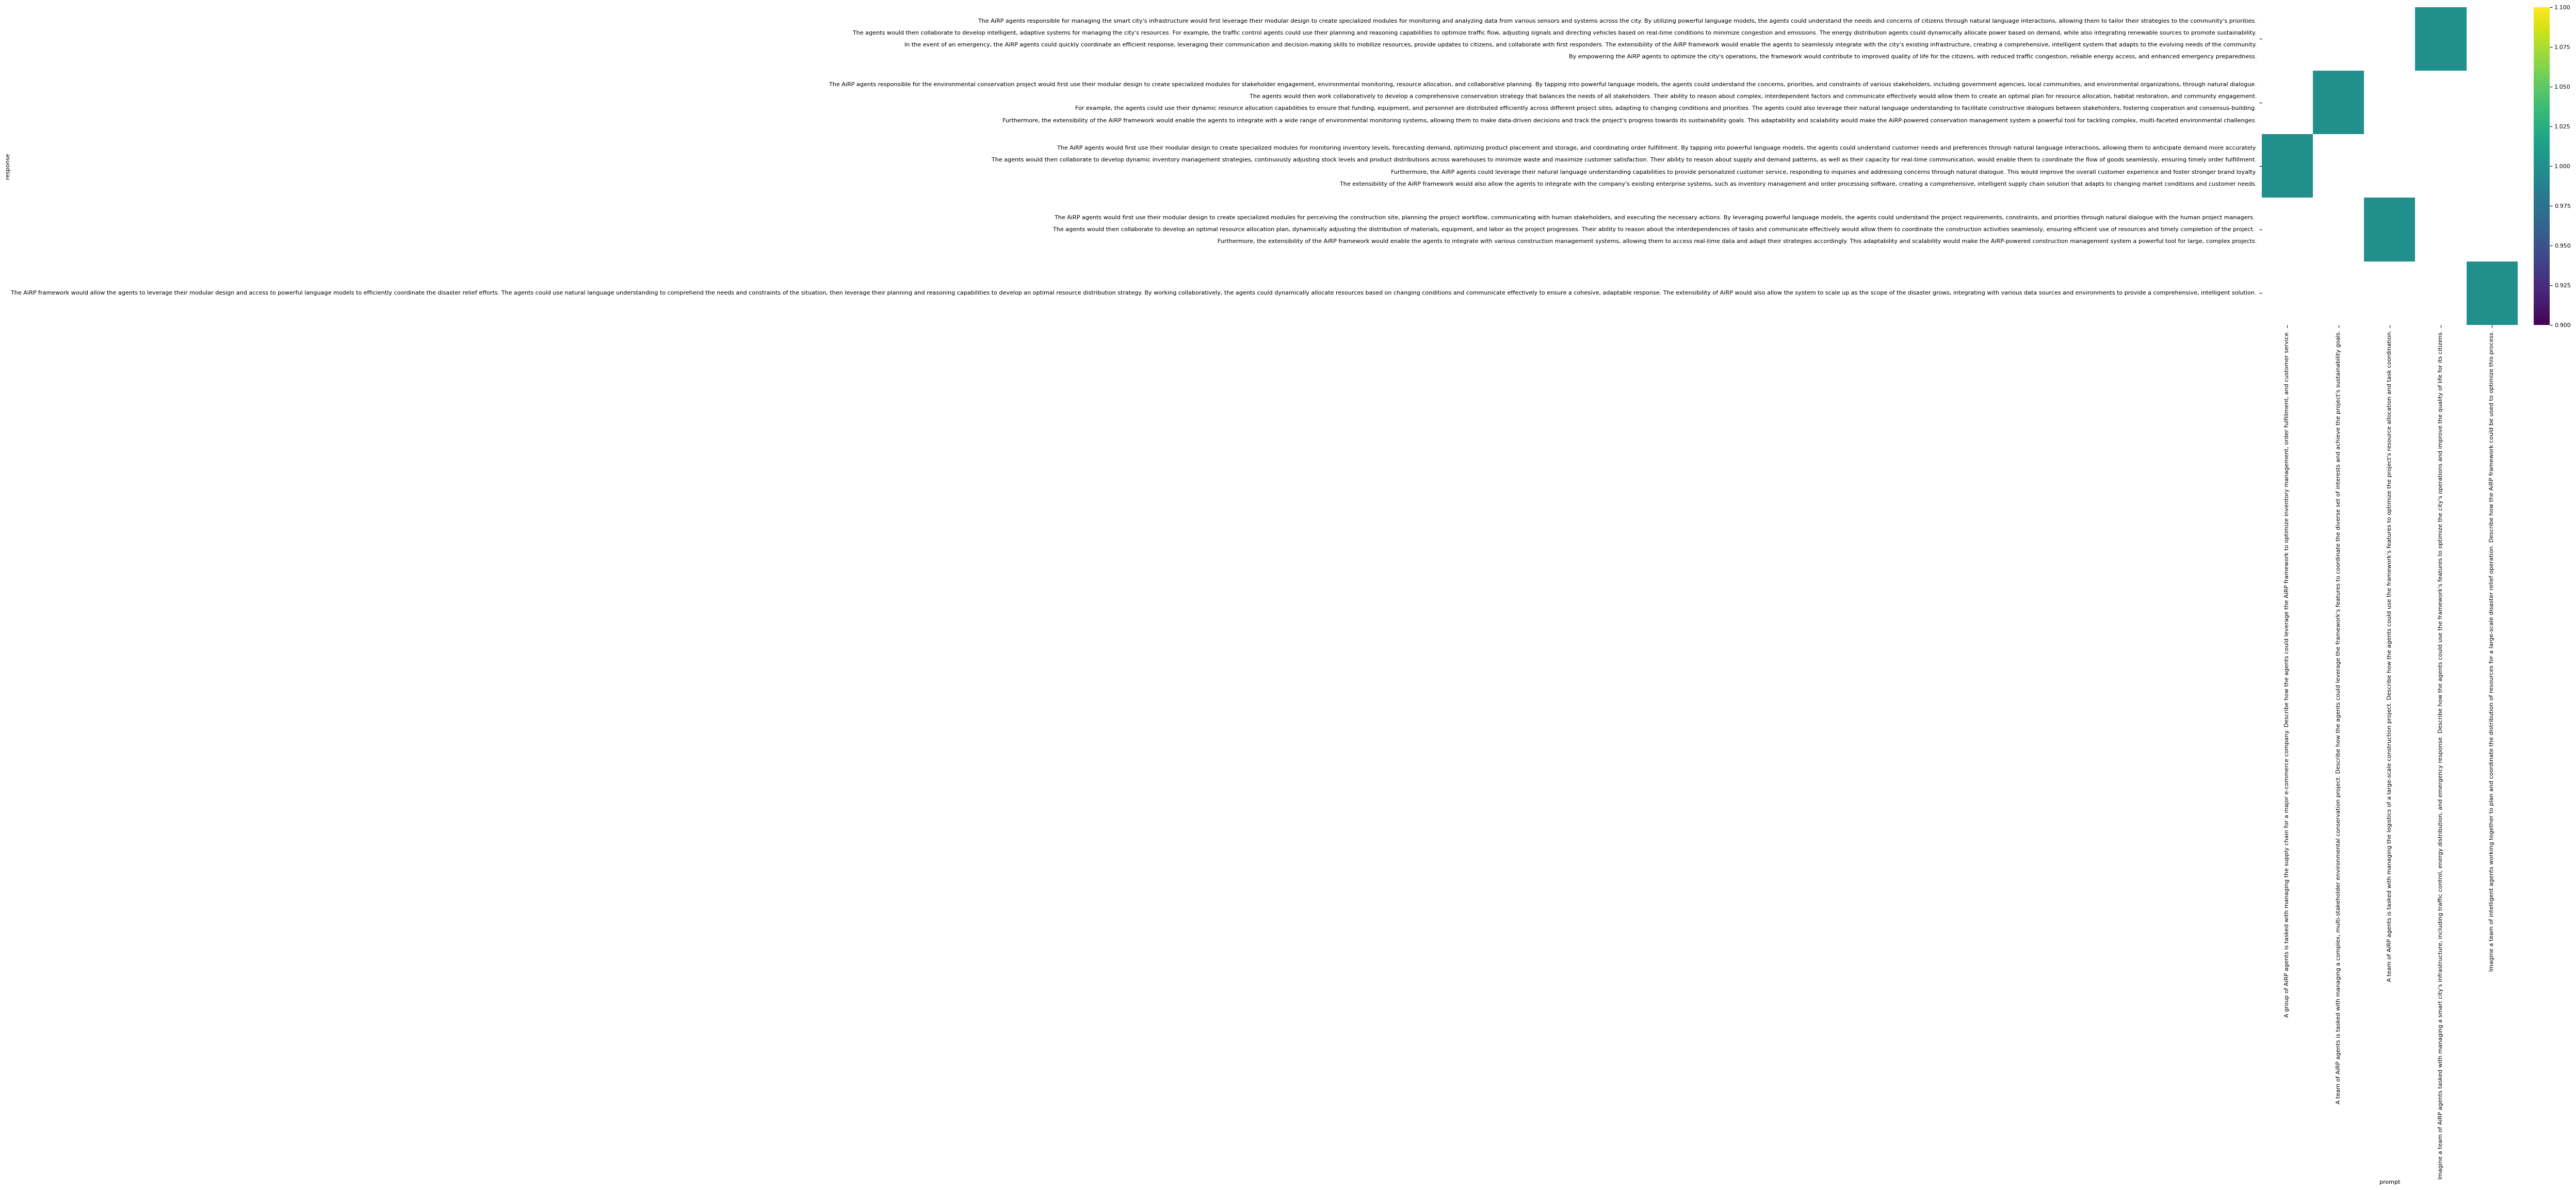 The AiRP agents responsible for managing the smart city's infrastructure would first leverage their modular design to create specialized modules for monitoring and analyzing data from various sensors and systems across the city. By utilizing powerful language models, the agents could understand the needs and concerns of citizens through natural language interactions, allowing them to tailor their strategies to the community's priorities.
The agents would then collaborate to develop intelligent, adaptive systems for managing the city's resources. For example, the traffic control agents could use their planning and reasoning capabilities to optimize traffic flow, adjusting signals and directing vehicles based on real-time conditions to minimize congestion and emissions. The energy distribution agents could dynamically allocate power based on demand, while also integrating renewable sources to promote sustainability.
In the event of an emergency, the AiRP agents could quickly coordinate an efficient response, leveraging their communication and decision-making skills to mobilize resources, provide updates to citizens, and collaborate with first responders. The extensibility of the AiRP framework would enable the agents to seamlessly integrate with the city's existing infrastructure, creating a comprehensive, intelligent system that adapts to the evolving needs of the community.
By empowering the AiRP agents to optimize the city's operations, the framework would contribute to improved quality of life for the citizens, with reduced traffic congestion, reliable energy access, and enhanced emergency preparedness.
The AiRP agents responsible for the environmental conservation project would first use their modular design to create specialized modules for stakeholder engagement, environmental monitoring, resource allocation, and collaborative planning. By tapping into powerful language models, the agents could understand the concerns, priorities, and constraints of various stakeholders, including government agencies, local communities, and environmental organizations, through natural dialogue.
The agents would then work collaboratively to develop a comprehensive conservation strategy that balances the needs of all stakeholders. Their ability to reason about complex, interdependent factors and communicate effectively would allow them to create an optimal plan for resource allocation, habitat restoration, and community engagement.
For example, the agents could use their dynamic resource allocation capabilities to ensure that funding, equipment, and personnel are distributed efficiently across different project sites, adapting to changing conditions and priorities. The agents could also leverage their natural language understanding to facilitate constructive dialogues between stakeholders, fostering cooperation and consensus-building.
Furthermore, the extensibility of the AiRP framework would enable the agents to integrate with a wide range of environmental monitoring systems, allowing them to make data-driven decisions and track the project's progress towards its sustainability goals. This adaptability and scalability would make the AiRP-powered conservation management system a powerful tool for tackling complex, multi-faceted environmental challenges.
The AiRP agents would first use their modular design to create specialized modules for monitoring inventory levels, forecasting demand, optimizing product placement and storage, and coordinating order fulfillment. By tapping into powerful language models, the agents could understand customer needs and preferences through natural language interactions, allowing them to anticipate demand more accurately.
The agents would then collaborate to develop dynamic inventory management strategies, continuously adjusting stock levels and product distributions across warehouses to minimize waste and maximize customer satisfaction. Their ability to reason about supply and demand patterns, as well as their capacity for real-time communication, would enable them to coordinate the flow of goods seamlessly, ensuring timely order fulfillment.
Furthermore, the AiRP agents could leverage their natural language understanding capabilities to provide personalized customer service, responding to inquiries and addressing concerns through natural dialogue. This would improve the overall customer experience and foster stronger brand loyalty.
The extensibility of the AiRP framework would also allow the agents to integrate with the company's existing enterprise systems, such as inventory management and order processing software, creating a comprehensive, intelligent supply chain solution that adapts to changing market conditions and customer needs.
The AiRP agents would first use their modular design to create specialized modules for perceiving the construction site, planning the project workflow, communicating with human stakeholders, and executing the necessary actions. By leveraging powerful language models, the agents could understand the project requirements, constraints, and priorities through natural dialogue with the human project managers.
The agents would then collaborate to develop an optimal resource allocation plan, dynamically adjusting the distribution of materials, equipment, and labor as the project progresses. Their ability to reason about the interdependencies of tasks and communicate effectively would allow them to coordinate the construction activities seamlessly, ensuring efficient use of resources and timely completion of the project.
Furthermore, the extensibility of the AiRP framework would enable the agents to integrate with various construction management systems, allowing them to access real-time data and adapt their strategies accordingly. This adaptability and scalability would make the AiRP-powered construction management system a powerful tool for large, complex projects.
The AiRP framework would allow the agents to leverage their modular design and access to powerful language models to efficiently coordinate the disaster relief efforts. The agents could use natural language understanding to comprehend the needs and constraints of the situation, then leverage their planning and reasoning capabilities to develop an optimal resource distribution strategy. By working collaboratively, the agents could dynamically allocate resources based on changing conditions and communicate effectively to ensure a cohesive, adaptable response. The extensibility of AiRP would also allow the system to scale up as the scope of the disaster grows, integrating with various data sources and environments to provide a comprehensive, intelligent solution.
response
A group of AiRP agents is tasked with managing the supply chain for a major e-commerce company. Describe how the agents could leverage the AiRP framework to optimize inventory management, order fulfillment, and customer service.
A team of AiRP agents is tasked with managing a complex, multi-stakeholder environmental conservation project. Describe how the agents could leverage the framework's features to coordinate the diverse set of interests and achieve the project's sustainability goals.
A team of AiRP agents is tasked with managing the logistics of a large-scale construction project. Describe how the agents could use the framework's features to optimize the project's resource allocation and task coordination.
Imagine a team of AiRP agents tasked with managing a smart city's infrastructure, including traffic control, energy distribution, and emergency response. Describe how the agents could use the framework's features to optimize the city's operations and improve the quality of life for its citizens.
Imagine a team of intelligent agents working together to plan and coordinate the distribution of resources for a large-scale disaster relief operation. Describe how the AiRP framework could be used to optimize this process.
prompt
1.100
1.075
1.050
1.025
1.000
0.975
0.950
0.925
0.900